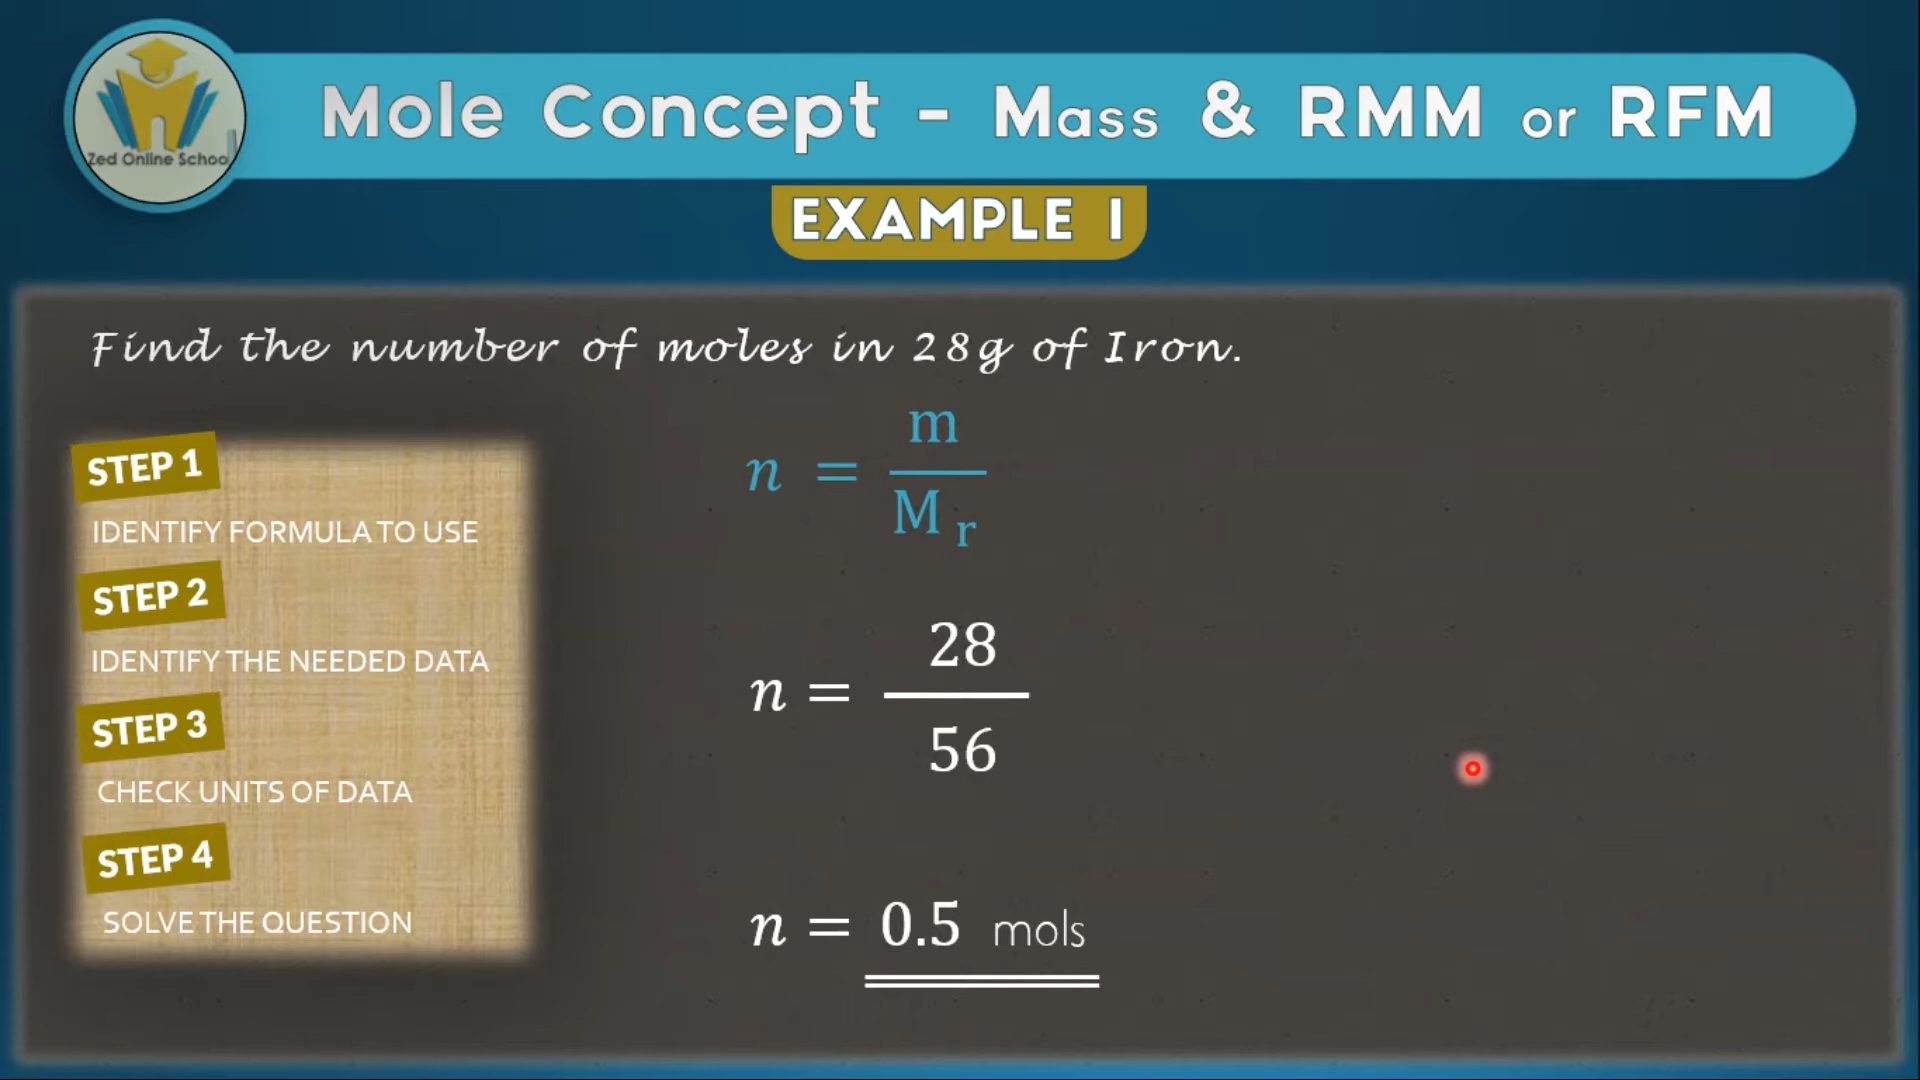 Zed Online School
Mole Concept - Mass & RMM or RFM
EXAMPLE 1
Find the number of moles in 28g of Iron.
STEP 1
IDENTIFY FORMULA TO USE
STEP 2
IDENTIFY THE NEEDED DATA
STEP 3
CHECK UNITS OF DATA
STEP 4
SOLVE THE QUESTION
n = m / M r
n = 28 / 56
n = 0.5 mols